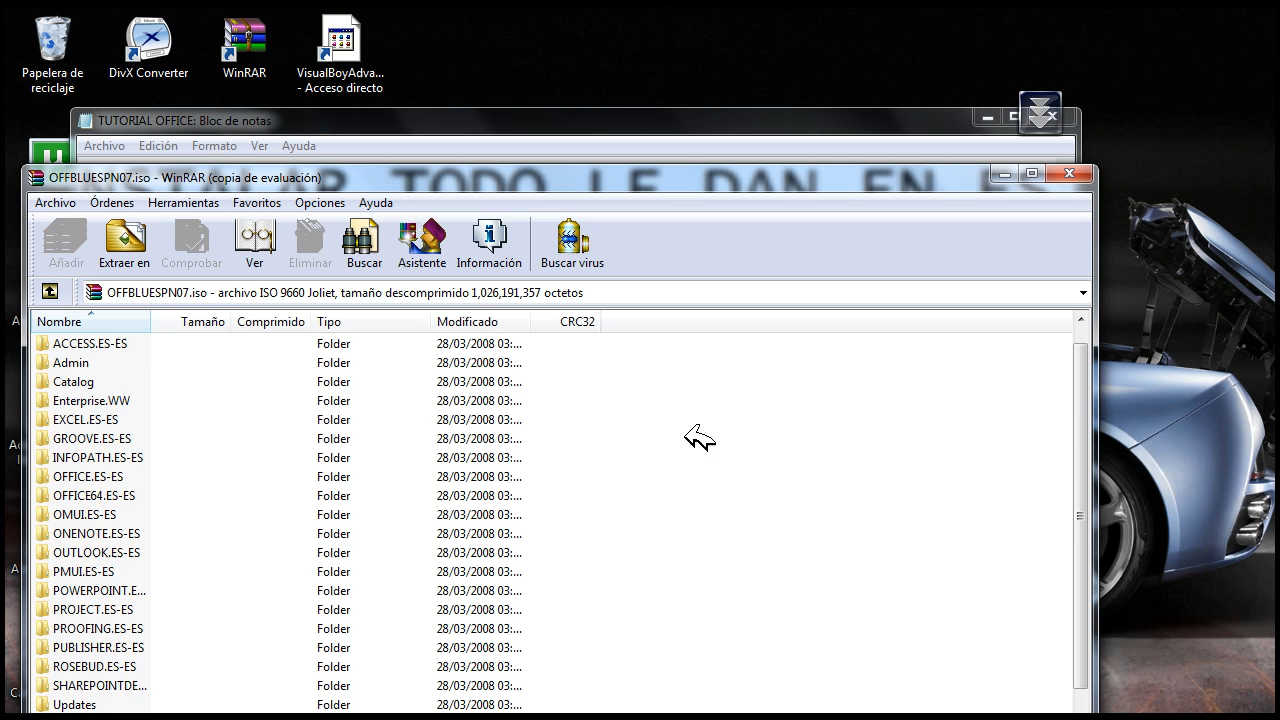 Papelera de reciclaje
DivX Converter
WinRAR
VisualBoyAdva... - Acceso directo
TUTORIAL OFFICE: Bloc de notas
Archivo Edición Formato Ver Ayuda
TODO LE DAN EN ES
OFFBLUESPN07.iso - WinRAR (copia de evaluación)
Archivo Órdenes Herramientas Favoritos Opciones Ayuda
Añadir Extraer en Comprobar Ver Eliminar Buscar Asistente Información Buscar virus
OFFBLUESPN07.iso - archivo ISO 9660 Joliet, tamaño descomprimido 1,026,191,357 octetos
Nombre Tamaño Comprimido Tipo Modificado CRC32
ACCESS.ES-ES Folder 28/03/2008 03:...
Admin Folder 28/03/2008 03:...
Catalog Folder 28/03/2008 03:...
Enterprise.WW Folder 28/03/2008 03:...
EXCEL.ES-ES Folder 28/03/2008 03:...
GROOVE.ES-ES Folder 28/03/2008 03:...
INFOPATH.ES-ES Folder 28/03/2008 03:...
OFFICE.ES-ES Folder 28/03/2008 03:...
OFFICE64.ES-ES Folder 28/03/2008 03:...
OMUI.ES-ES Folder 28/03/2008 03:...
ONENOTE.ES-ES Folder 28/03/2008 03:...
OUTLOOK.ES-ES Folder 28/03/2008 03:...
PMUI.ES-ES Folder 28/03/2008 03:...
POWERPOINT.E... Folder 28/03/2008 03:...
PROJECT.ES-ES Folder 28/03/2008 03:...
PROOFING.ES-ES Folder 28/03/2008 03:...
PUBLISHER.ES-ES Folder 28/03/2008 03:...
ROSEBUD.ES-ES Folder 28/03/2008 03:...
SHAREPOINTDE... Folder 28/03/2008 03:...
Updates Folder 28/03/2008 03:...